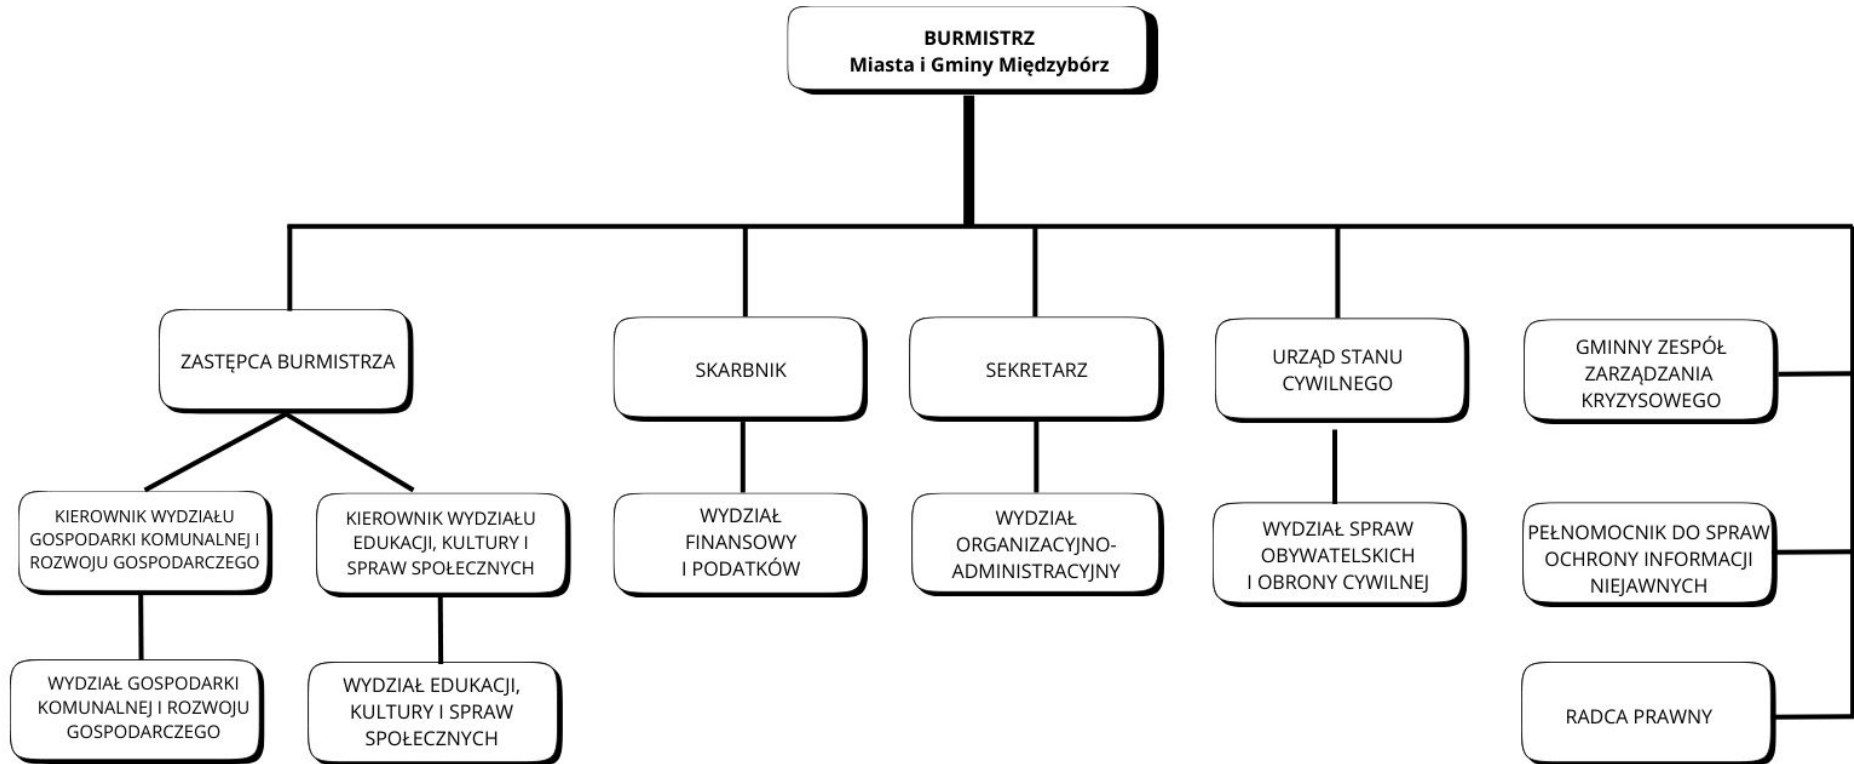 BURMISTRZ
Miasta i Gminy Międzybórz
ZASTĘPCA BURMISTRZA
SKARBNIK
SEKRETARZ
URZĄD STANU
CYWILNEGO
GMINNY ZESPÓŁ
ZARZĄDZANIA
KRYZYSOWEGO
KIEROWNIK WYDZIAŁU
GOSPODARKI KOMUNALNEJ I
ROZWOJU GOSPODARCZEGO
KIEROWNIK WYDZIAŁU
EDUKACJI, KULTURY I
SPRAW SPOŁECZNYCH
WYDZIAŁ
FINANSOWY
I PODATKÓW
WYDZIAŁ
ORGANIZACYJNO-
ADMINISTRACYJNY
WYDZIAŁ SPRAW
OBYWATELSKICH
I OBRONY CYWILNEJ
PEŁNOMOCNIK DO SPRAW
OCHRONY INFORMACJI
NIEJAWNYCH
WYDZIAŁ GOSPODARKI
KOMUNALNEJ I ROZWOJU
GOSPODARCZEGO
WYDZIAŁ EDUKACJI,
KULTURY I SPRAW
SPOŁECZNYCH
RADCA PRAWNY